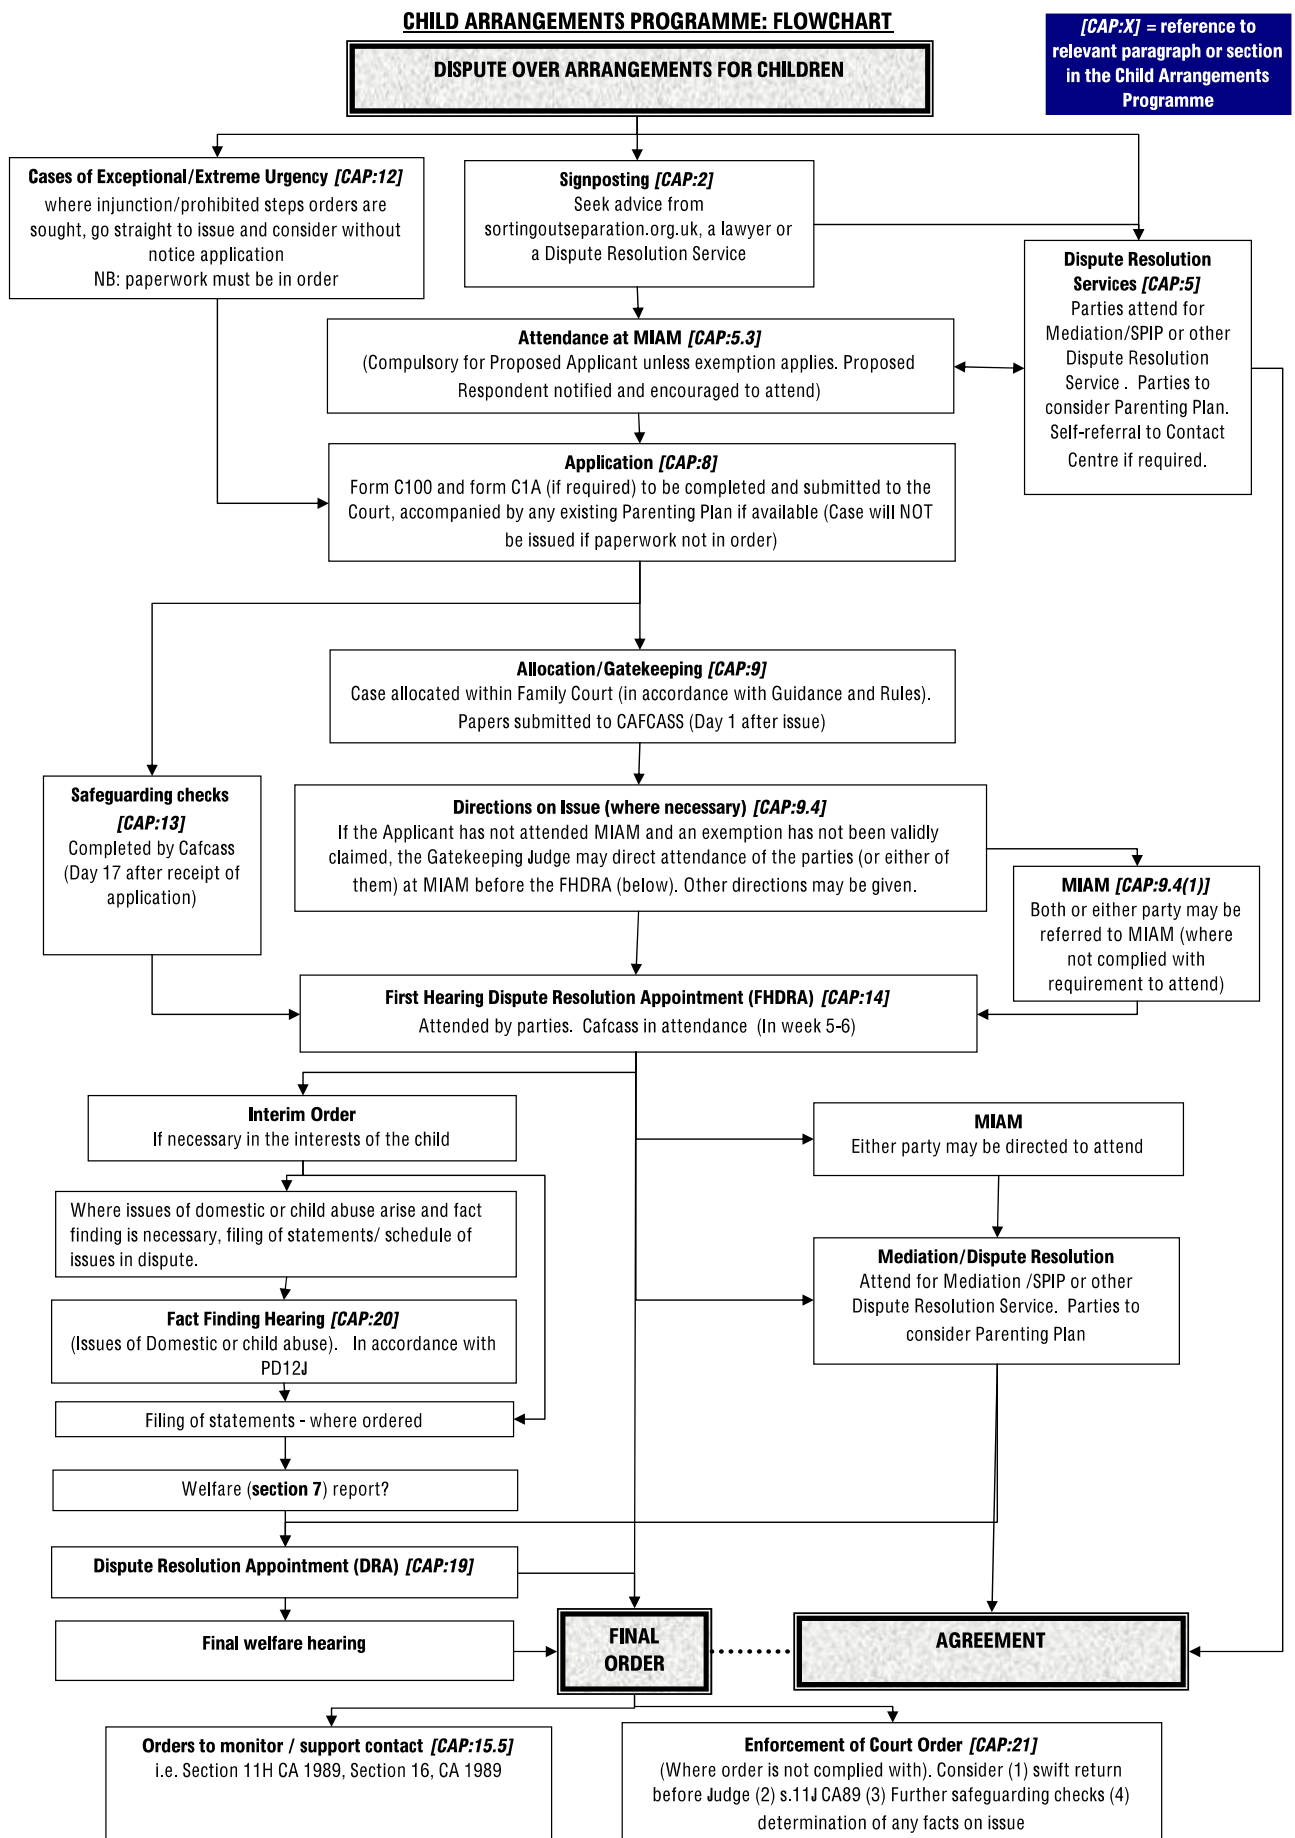 CHILD ARRANGEMENTS PROGRAMME: FLOWCHART
[CAP:X] = reference to
relevant paragraph or section
in the Child Arrangements
Programme
DISPUTE OVER ARRANGEMENTS FOR CHILDREN
Cases of Exceptional/Extreme Urgency [CAP:12]
where injunction/prohibited steps orders are
sought, go straight to issue and consider without
notice application
NB: paperwork must be in order
Signposting [CAP:2]
Seek advice from
sortingoutseparation.org.uk, a lawyer or
a Dispute Resolution Service
Dispute Resolution
Services [CAP:5]
Parties attend for
Mediation/SPIP or other
Dispute Resolution
Service . Parties to
consider Parenting Plan.
Self-referral to Contact
Centre if required.
Attendance at MIAM [CAP:5.3]
(Compulsory for Proposed Applicant unless exemption applies. Proposed
Respondent notified and encouraged to attend)
Application [CAP:8]
Form C100 and form C1A (if required) to be completed and submitted to the
Court, accompanied by any existing Parenting Plan if available (Case will NOT
be issued if paperwork not in order)
Allocation/Gatekeeping [CAP:9]
Case allocated within Family Court (in accordance with Guidance and Rules).
Papers submitted to CAFCASS (Day 1 after issue)
Safeguarding checks
[CAP:13]
Completed by Cafcass
(Day 17 after receipt of
application)
Directions on Issue (where necessary) [CAP:9.4]
If the Applicant has not attended MIAM and an exemption has not been validly
claimed, the Gatekeeping Judge may direct attendance of the parties (or either of
them) at MIAM before the FHDRA (below). Other directions may be given.
MIAM [CAP:9.4(1)]
Both or either party may be
referred to MIAM (where
not complied with
requirement to attend)
First Hearing Dispute Resolution Appointment (FHDRA) [CAP:14]
Attended by parties. Cafcass in attendance (In week 5-6)
Interim Order
If necessary in the interests of the child
MIAM
Either party may be directed to attend
Where issues of domestic or child abuse arise and fact
finding is necessary, filing of statements/ schedule of
issues in dispute.
Mediation/Dispute Resolution
Attend for Mediation /SPIP or other
Dispute Resolution Service. Parties to
consider Parenting Plan
Fact Finding Hearing [CAP:20]
(Issues of Domestic or child abuse). In accordance with
PD12J
Filing of statements - where ordered
Welfare (section 7) report?
Dispute Resolution Appointment (DRA) [CAP:19]
Final welfare hearing
FINAL
ORDER
AGREEMENT
Orders to monitor / support contact [CAP:15.5]
i.e. Section 11H CA 1989, Section 16, CA 1989
Enforcement of Court Order [CAP:21]
(Where order is not complied with). Consider (1) swift return
before Judge (2) s.11J CA89 (3) Further safeguarding checks (4)
determination of any facts on issue